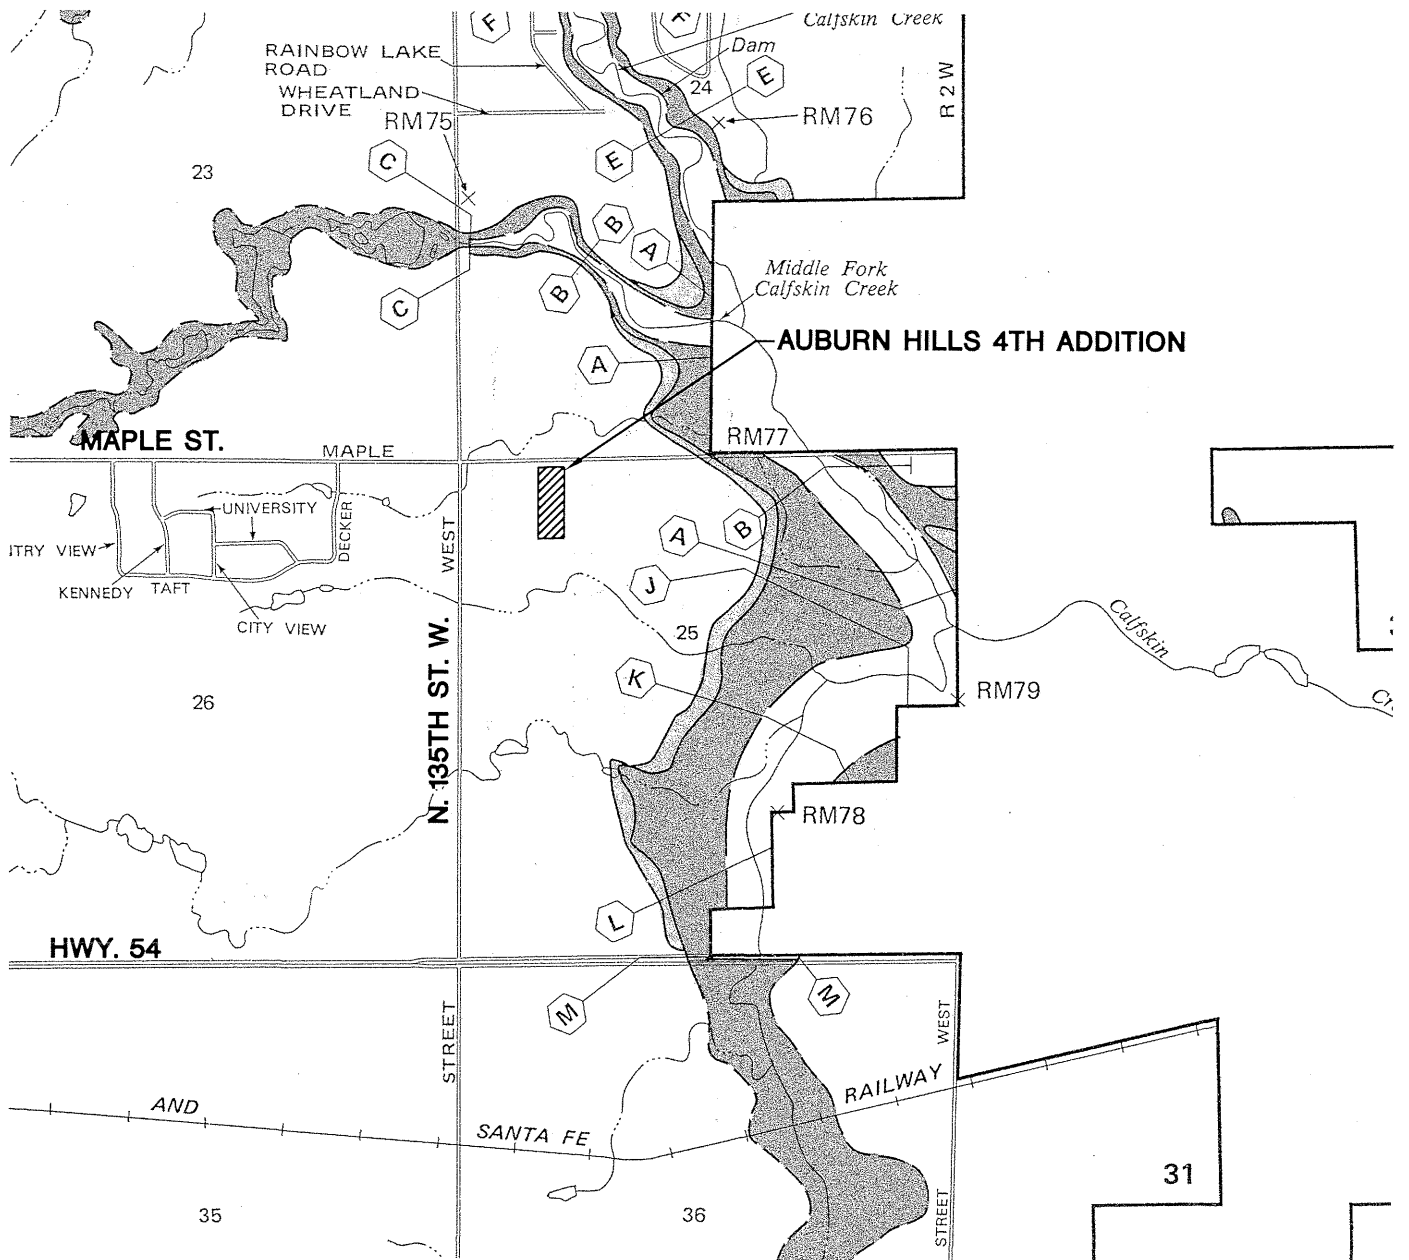 F
Calfskin Creek
Dam
RAINBOW LAKE
ROAD
WHEATLAND
DRIVE
E
24
R 2 W
RM75
RM76
C
E
23
B
A
Middle Fork
Calfskin Creek
B
C
AUBURN HILLS 4TH ADDITION
A
MAPLE ST.
MAPLE
RM77
UNIVERSITY
DECKER
WEST
A
B
NTRY VIEW
J
KENNEDY
TAFT
CITY VIEW
25
Calfskin
K
N. 135TH ST. W.
26
RM79
RM78
L
HWY. 54
M
M
STREET
WEST
AND
SANTA FE
RAILWAY
31
35
36
STREET